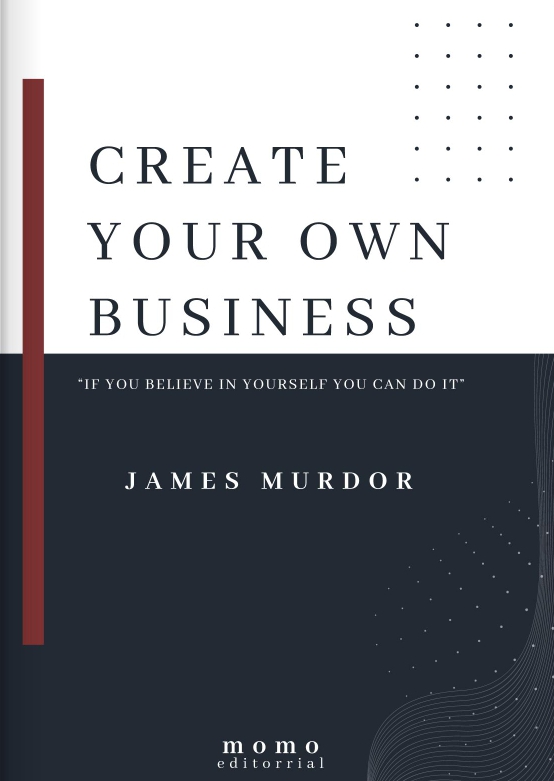 CREATE
YOUR OWN
BUSINESS
“IF YOU BELIEVE IN YOURSELF YOU CAN DO IT”
JAMES MURDOR
momo
editorrial